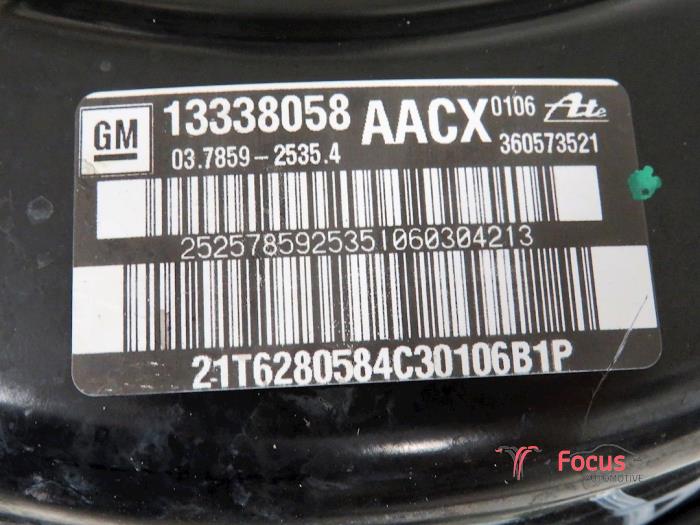 GM 13338058 AACX 0106 Ate
03.7859-2535.4 360573521
2525785925351060304213
21T6280584C30106B1P
Focus
AUTOMOTIVE